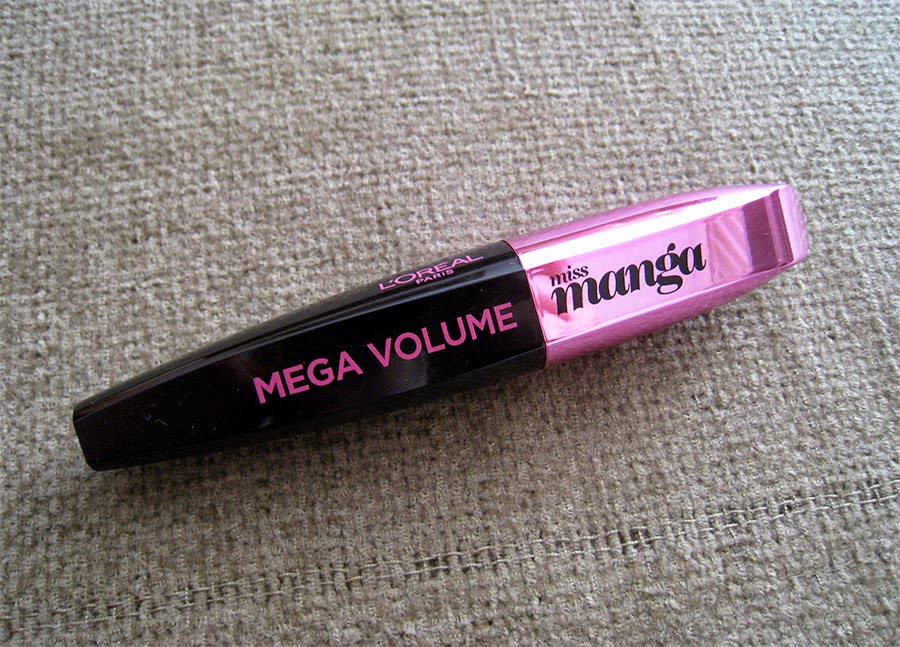 L'ORÉAL
PARIS
MEGA VOLUME
miss
manga